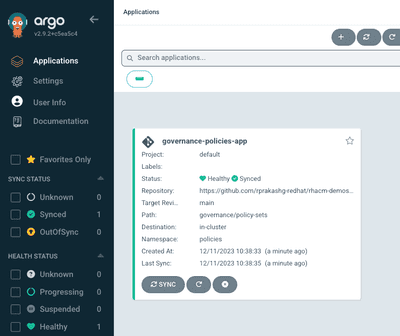 argo
v2.9.2+c5ea5c4
Applications
Settings
User Info
Documentation
Favorites Only
SYNC STATUS
Unknown 0
Synced 1
OutOfSync 0
HEALTH STATUS
Unknown 0
Progressing 0
Suspended 0
Healthy 1
Applications
Search applications...
governance-policies-app
Project: default
Labels:
Status: Healthy Synced
Repository: https://github.com/rprakashg-redhat/rhacm-demos...
Target Revi... main
Path: governance/policy-sets
Destination: in-cluster
Namespace: policies
Created At: 12/11/2023 10:38:33 (a minute ago)
Last Sync: 12/11/2023 10:38:35 (a minute ago)
SYNC